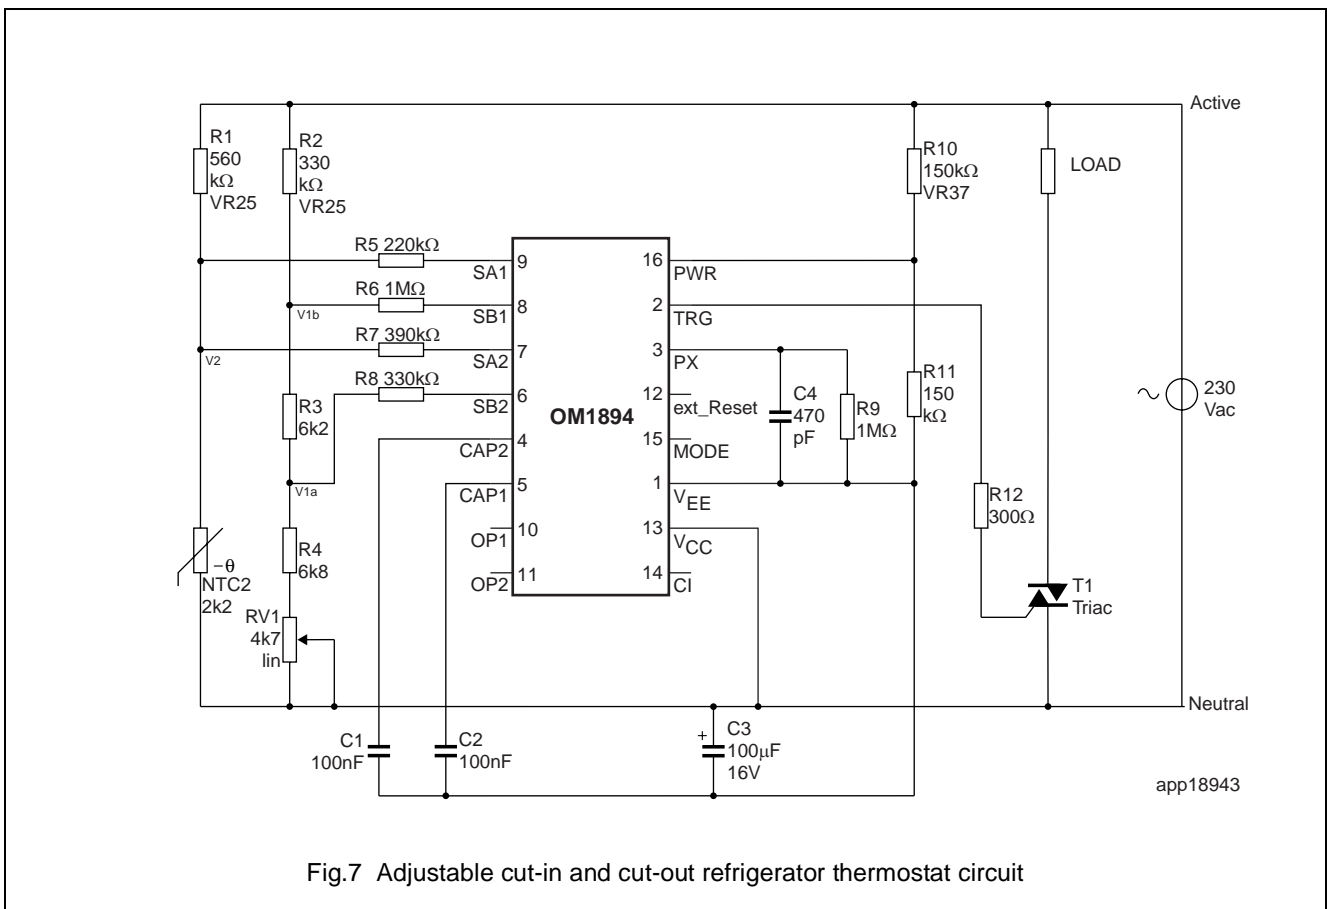 Active
R1
560
kΩ
VR25
R2
330
kΩ
VR25
R10
150kΩ
VR37
LOAD
R5 220kΩ
9
SA1
16
PWR
R6 1MΩ
V1b
8
SB1
2
TRG
R7 390kΩ
V2
7
SA2
3
PX
R8 330kΩ
6
SB2
12
ext_Reset
OM1894
C4
470
pF
R9
1MΩ
R11
150
kΩ
~
230
Vac
R3
6k2
4
CAP2
15
MODE
V1a
5
CAP1
1
VEE
R12
300Ω
R4
6k8
10
OP1
13
VCC
–θ
NTC2
2k2
11
OP2
14
CI
T1
Triac
RV1
4k7
lin
Neutral
C1
100nF
C2
100nF
+
C3
100µF
16V
app18943
Fig.7 Adjustable cut-in and cut-out refrigerator thermostat circuit